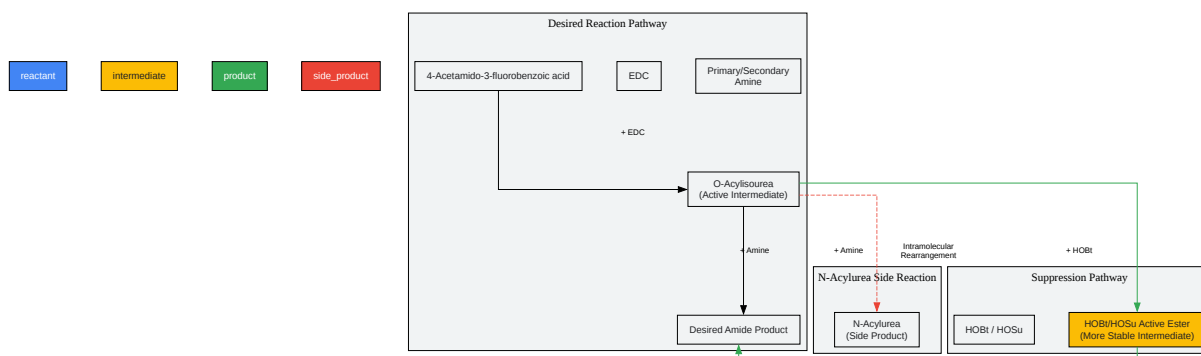 Desired Reaction Pathway
reactant
intermediate
product
side_product
4-Acetamido-3-fluorobenzoic acid
EDC
Primary/Secondary
Amine
+ EDC
O-Acylisourea
(Active Intermediate)
+ Amine
+ Amine
Intramolecular
Rearrangement
+ HOBt
N-Acylurea Side Reaction
Suppression Pathway
Desired Amide Product
N-Acylurea
(Side Product)
HOBt / HOSu
HOBt/HOSu Active Ester
(More Stable Intermediate)